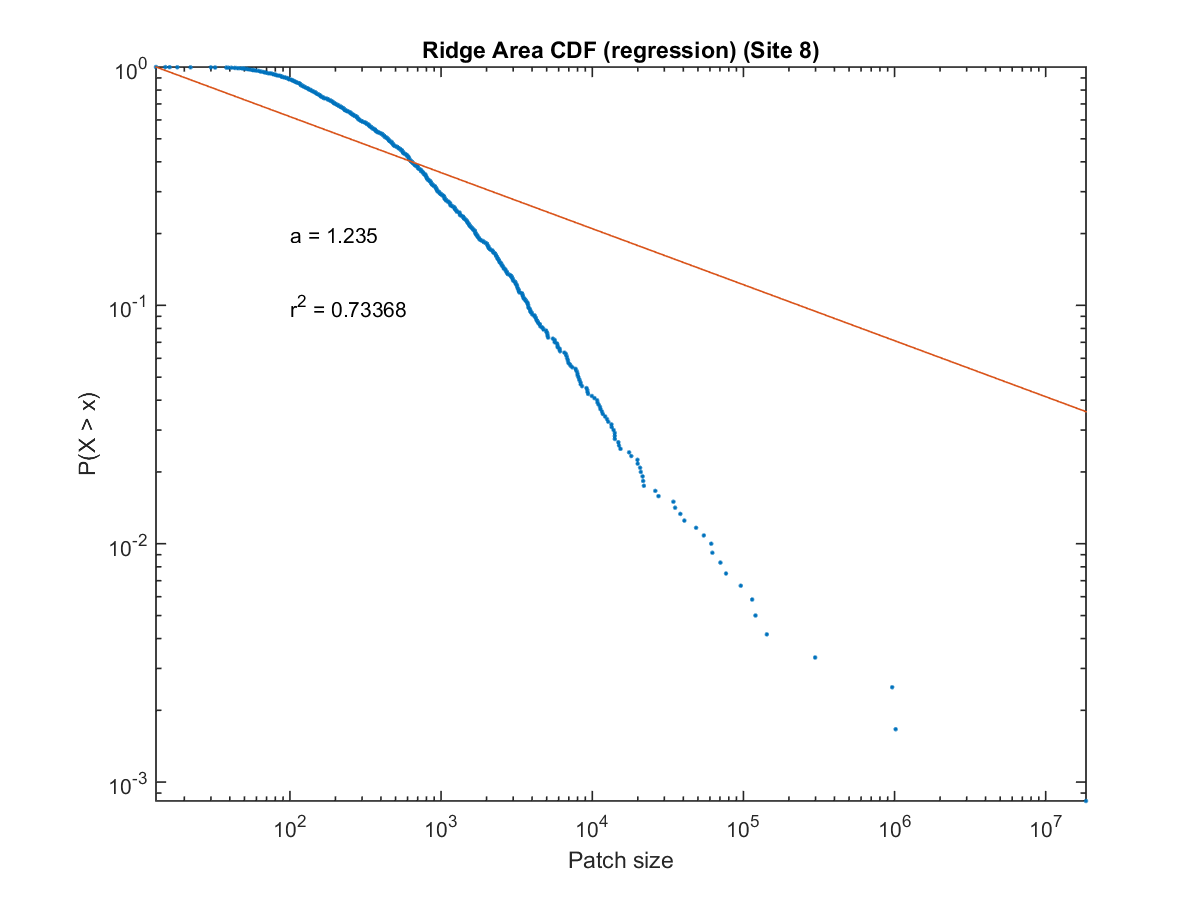 Ridge Area CDF (regression) (Site 8)
10^0
a = 1.235
r^2 = 0.73368
10^-1
P(X > x)
10^-2
10^-3
10^2 10^3 10^4 10^5 10^6 10^7
Patch size